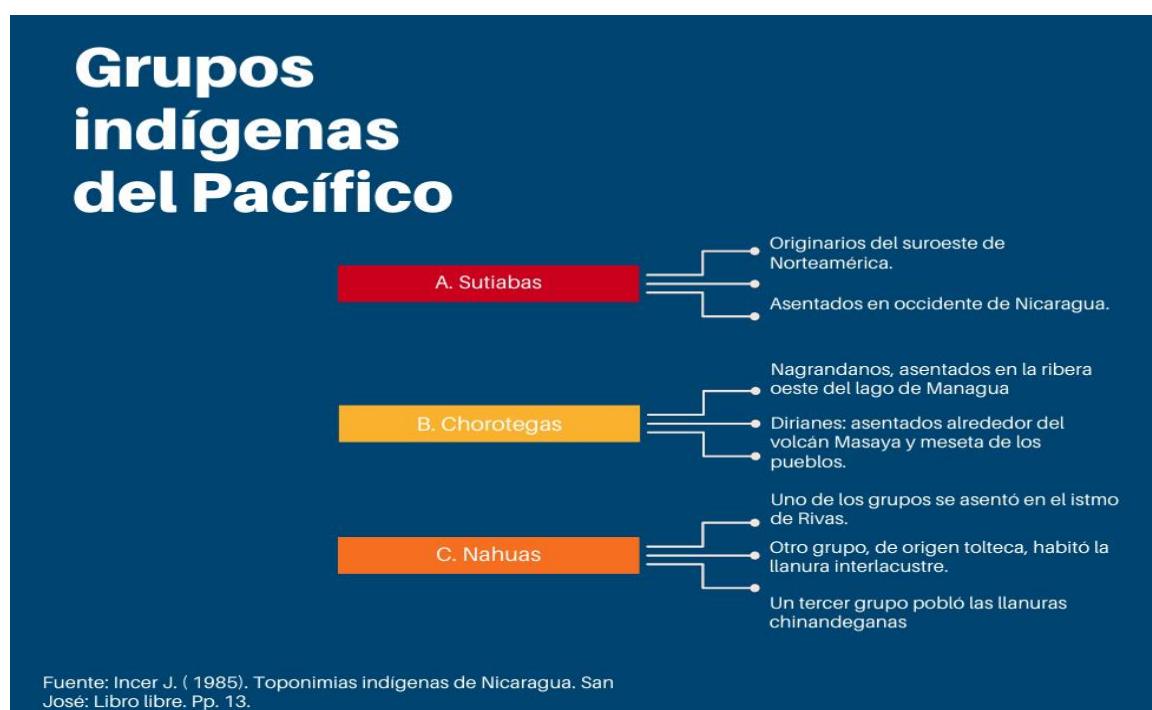 Grupos
indígenas
del Pacífico
A. Sutiabas
Originarios del suroeste de
Norteamérica.
Asentados en occidente de Nicaragua.
B. Chorotegas
Nagrandanos, asentados en la ribera
oeste del lago de Managua
Dirianes: asentados alrededor del
volcán Masaya y meseta de los
pueblos.
C. Nahuas
Uno de los grupos se asentó en el istmo
de Rivas.
Otro grupo, de origen tolteca, habitó la
llanura interlacustre.
Un tercer grupo pobló las llanuras
chinandeganas
Fuente: Incer J. ( 1985). Toponimias indígenas de Nicaragua. San
José: Libro libre. Pp. 13.